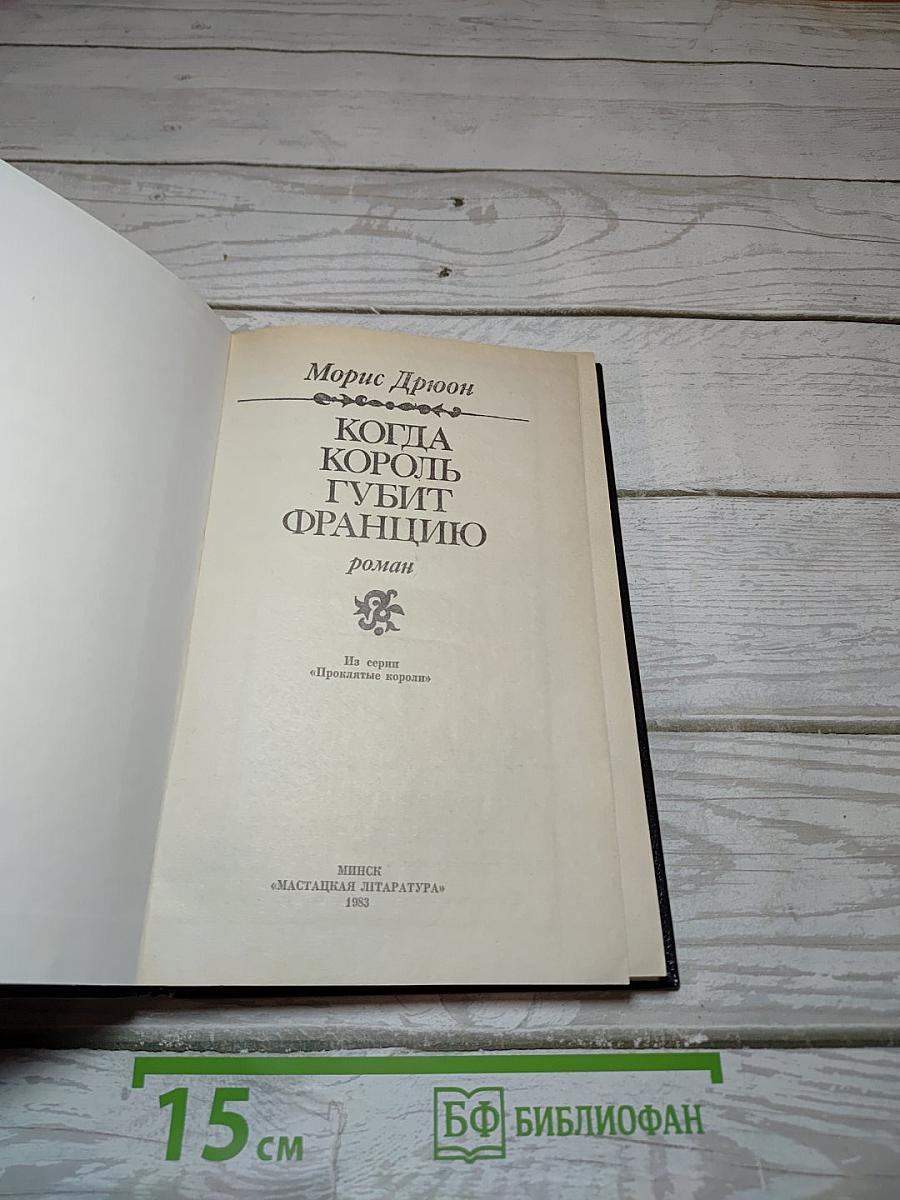 Морис Дрюон
КОГДА
КОРОЛЬ
ГУБИТ
ФРАНЦИЮ
роман
Из серии
«Проклятые короли»
МИНСК
«МАСТАЦКАЯ ЛІТАРАТУРА»
1983
15 см
БФ БИБЛИОФАН